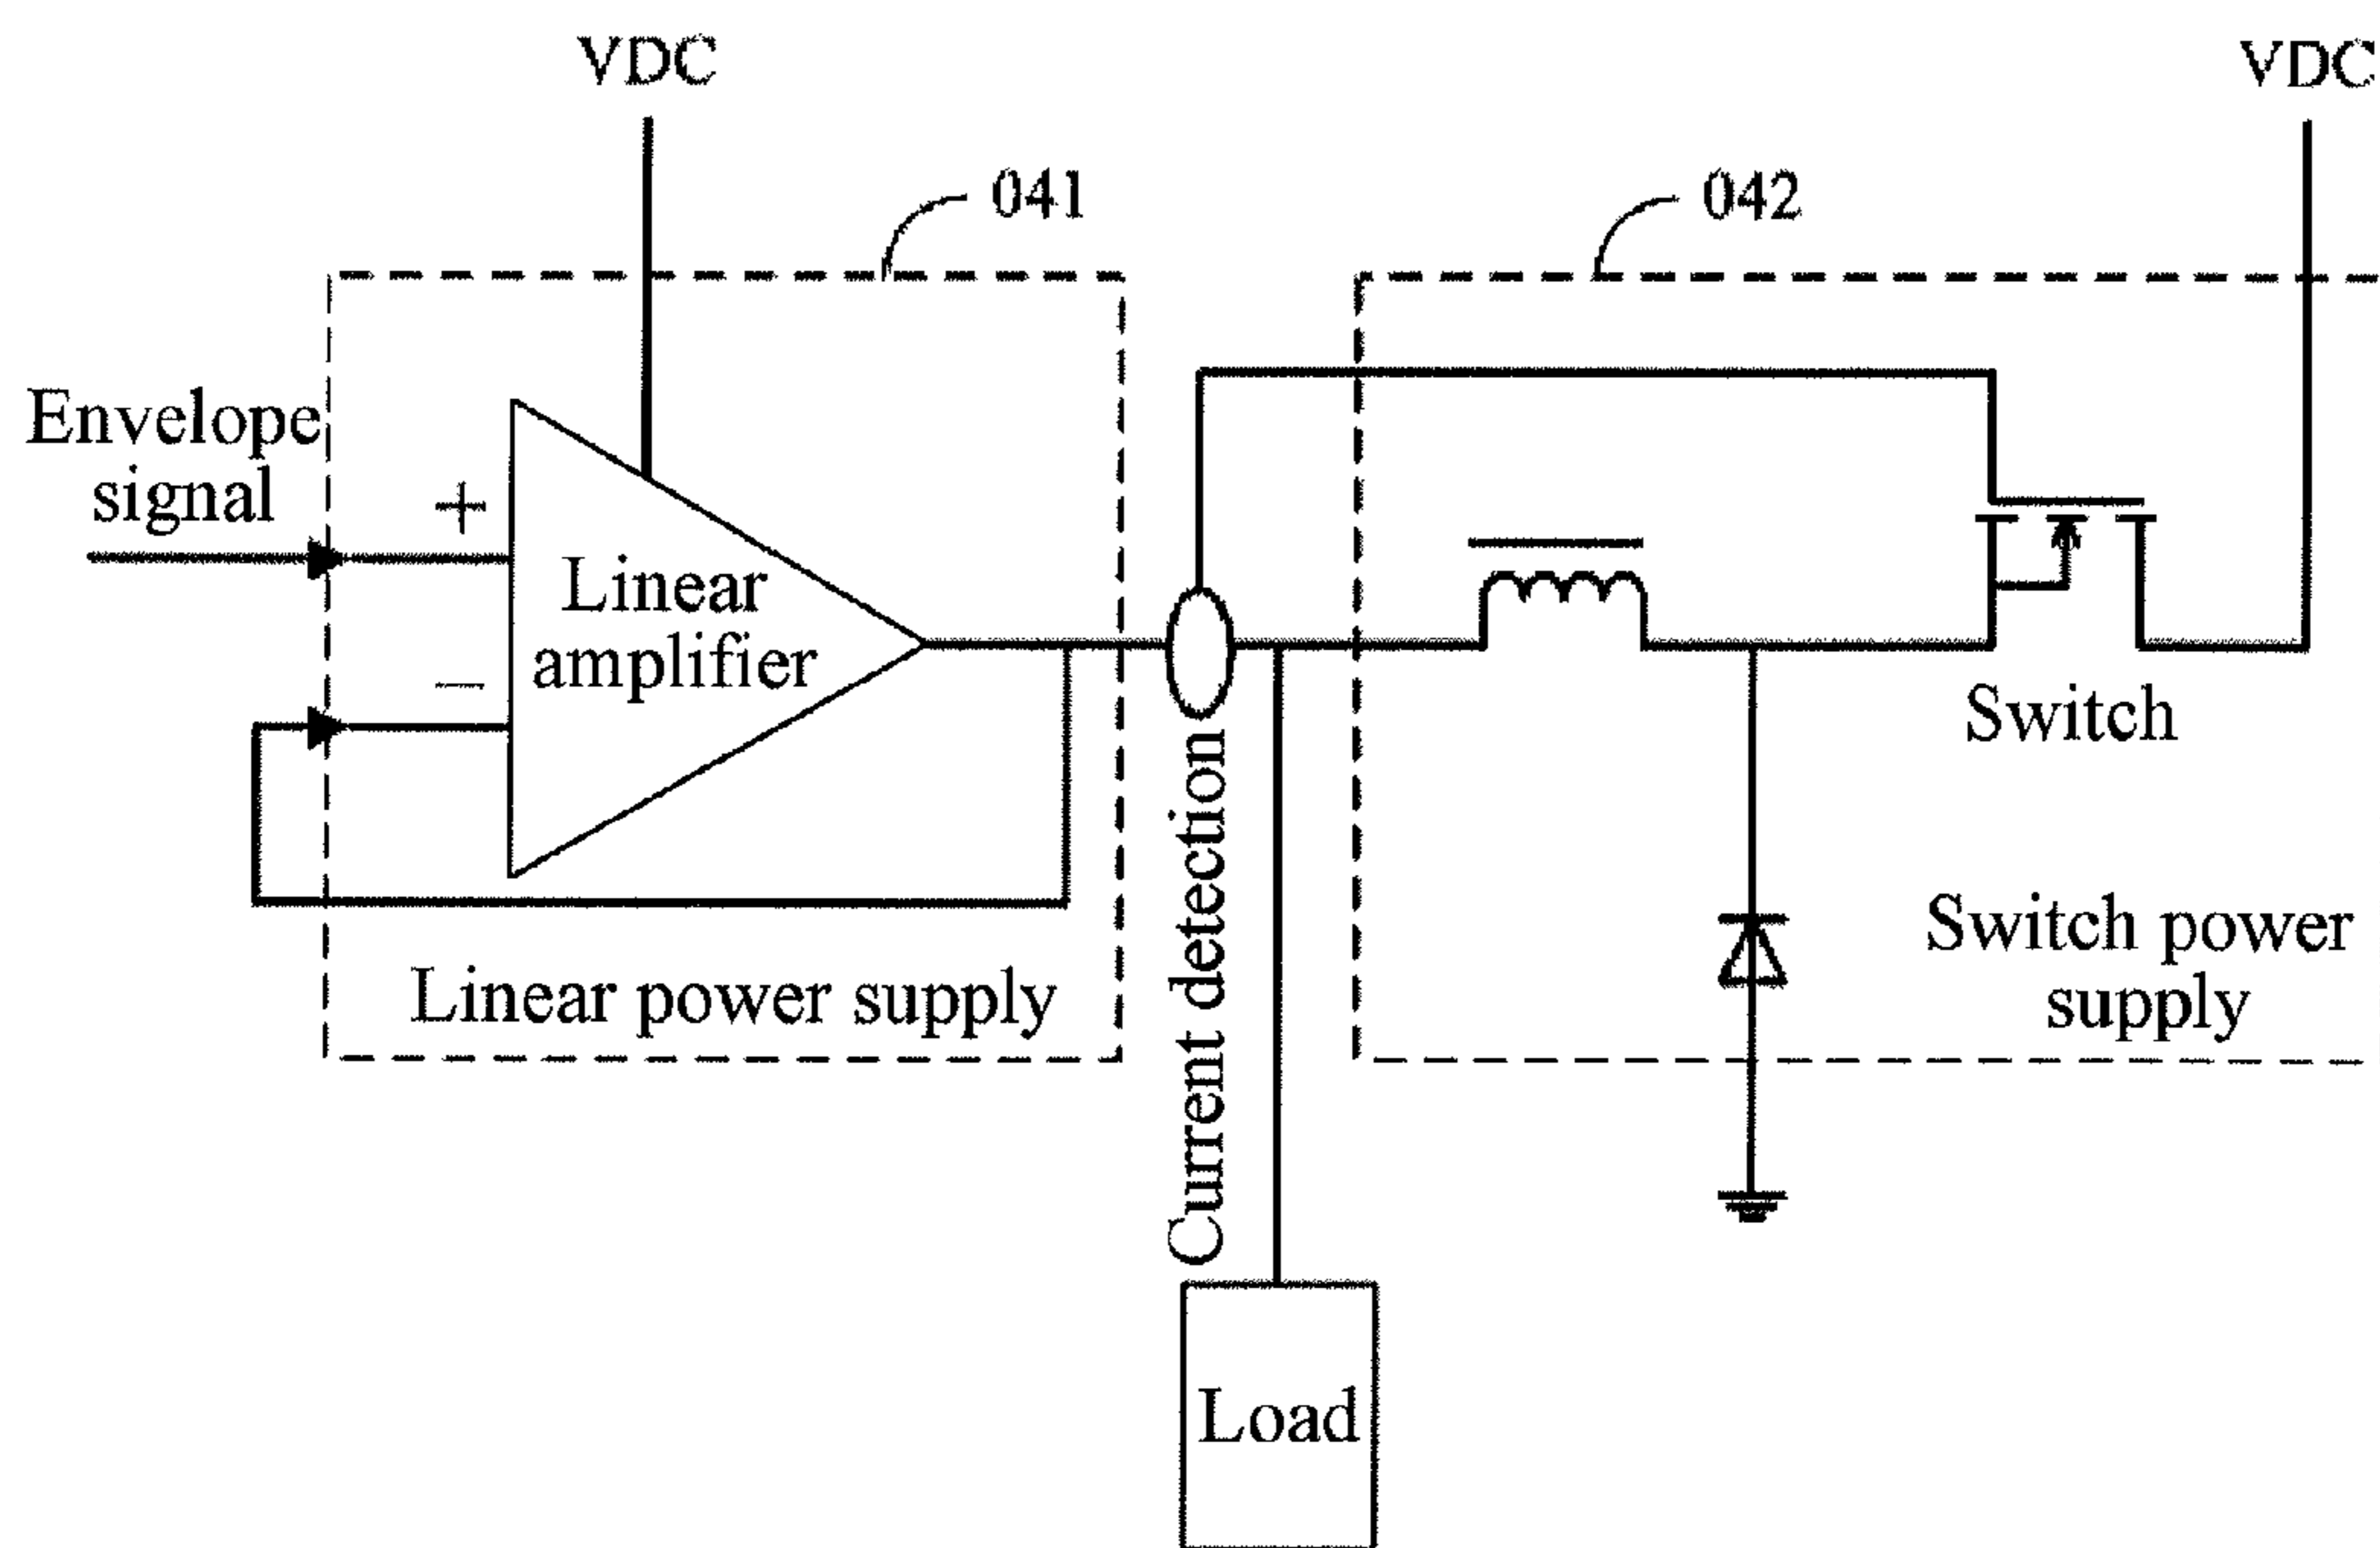 VDC
VDC
041
042
Envelope
signal
+
Linear
amplifier
−
Switch
Current detection
Switch power
supply
Linear power supply
Load